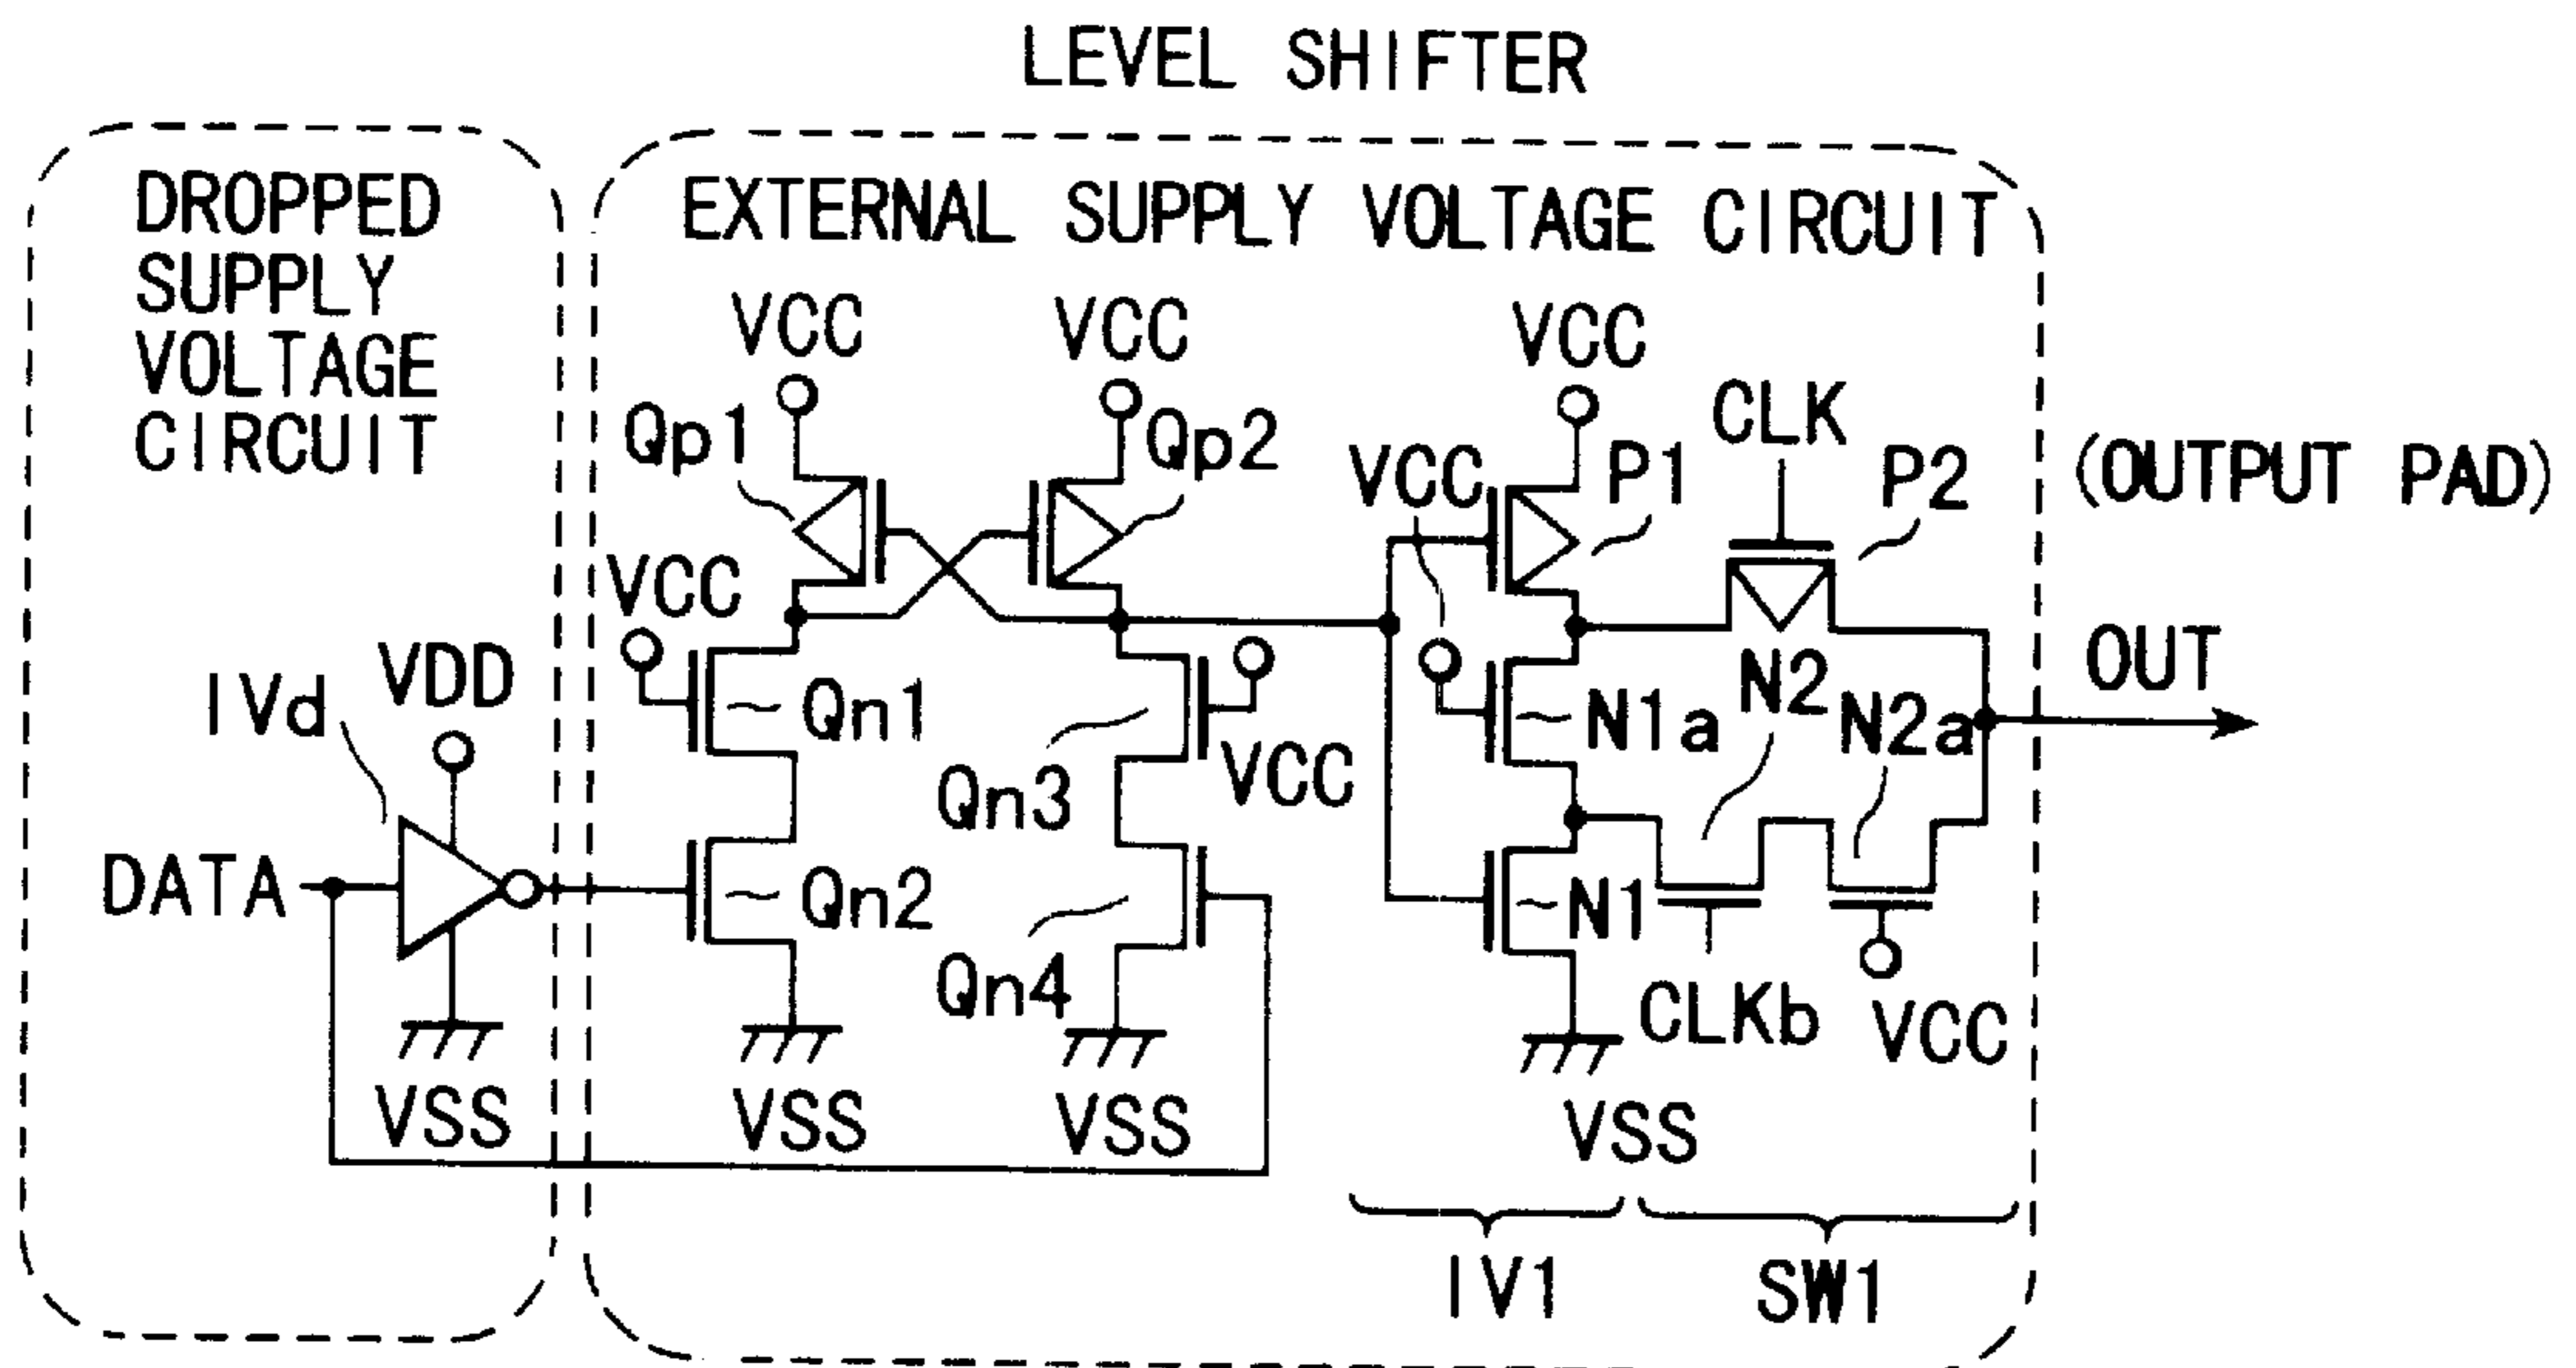 LEVEL SHIFTER
DROPPED
SUPPLY
VOLTAGE
CIRCUIT
EXTERNAL SUPPLY VOLTAGE CIRCUIT
VCC
VCC
VCC
CLK
Qp1
Qp2
VCC
P1
P2
(OUTPUT PAD)
VCC
IVd
VDD
Qn1
Qn3
VCC
N1a
N2
N2a
OUT
DATA
Qn2
Qn4
N1
CLKb
VCC
VSS
VSS
VSS
VSS
IV1
SW1